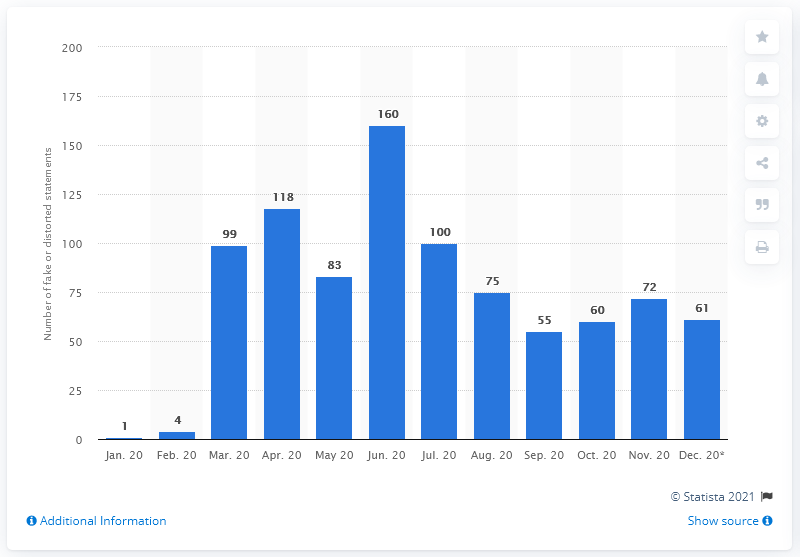 200
175
150
125
100
75
50
25
0
Number of fake or distorted statements
1
4
99
118
83
160
100
75
55
60
72
61
Jan. 20
Feb. 20
Mar. 20
Apr. 20
May 20
Jun. 20
Jul. 20
Aug. 20
Sep. 20
Oct. 20
Nov. 20
Dec. 20*
© Statista 2021
Additional Information
Show source